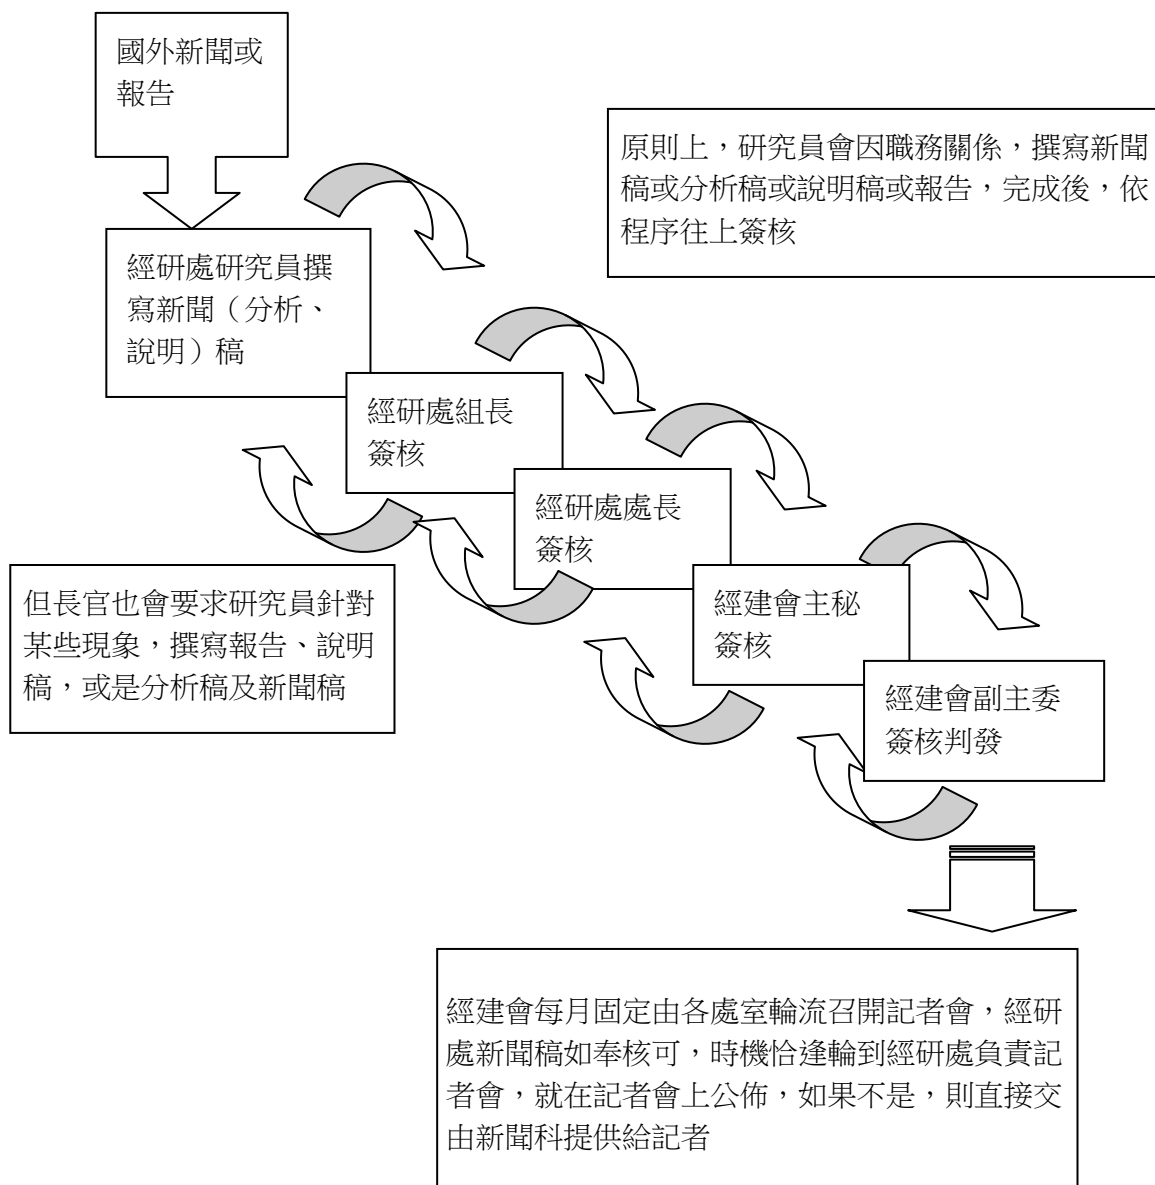 國外新聞或
報告
原則上，研究員會因職務關係，撰寫新聞
稿或分析稿或說明稿或報告，完成後，依
程序往上簽核
經研處研究員撰
寫新聞（分析、
說明）稿
經研處組長
簽核
經研處處長
簽核
經建會主秘
簽核
經建會副主委
簽核判發
但長官也會要求研究員針對
某些現象，撰寫報告、說明
稿，或是分析稿及新聞稿
經建會每月固定由各處室輪流召開記者會，經研
處新聞稿如奉核可，時機恰逢輪到經研處負責記
者會，就在記者會上公佈，如果不是，則直接交
由新聞科提供給記者